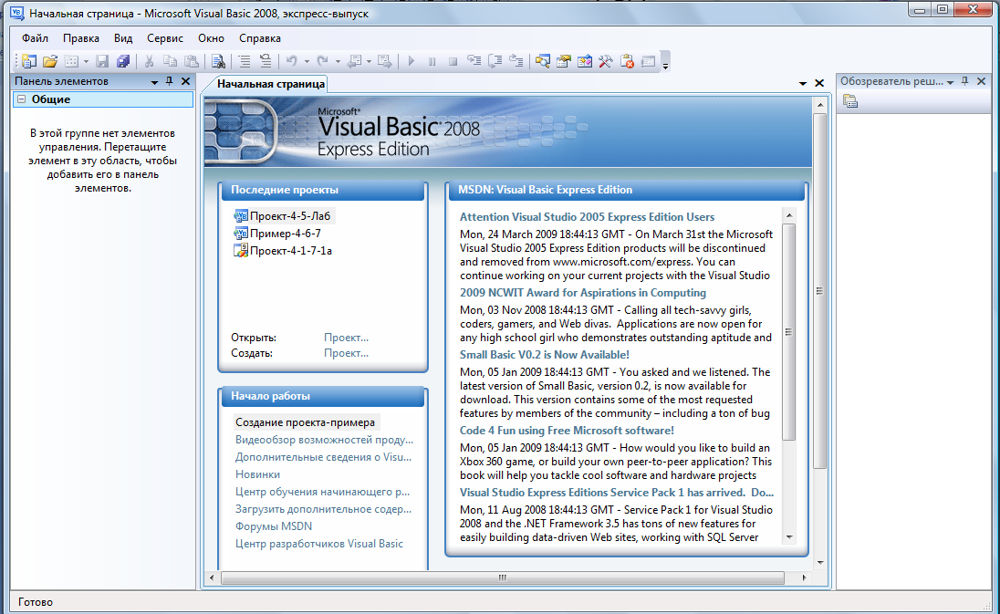 Начальная страница - Microsoft Visual Basic 2008, экспресс-выпуск
Файл Правка Вид Сервис Окно Справка
Панель элементов
Общие
В этой группе нет элементов
управления. Перетащите
элемент в эту область, чтобы
добавить его в панель
элементов.
Начальная страница
Microsoft®
Visual Basic® 2008
Express Edition
Последние проекты
Проект-4-5-Лаб
Пример-4-6-7
Проект-4-1-7-1а
Открыть: Проект...
Создать: Проект...
Начало работы
Создание проекта-примера
Видеообзор возможностей проду...
Дополнительные сведения о Visu...
Новинки
Центр обучения начинающего р...
Загрузить дополнительное содер...
Форумы MSDN
Центр разработчиков Visual Basic
MSDN: Visual Basic Express Edition
Attention Visual Studio 2005 Express Edition Users
Mon, 24 March 2009 18:44:13 GMT - On March 31st the Microsoft
Visual Studio 2005 Express Edition products will be discontinued
and removed from www.microsoft.com/express. You can
continue working on your current projects with the Visual Studio
2009 NCWIT Award for Aspirations in Computing
Mon, 03 Nov 2008 18:44:13 GMT - Calling all tech-savvy girls,
coders, gamers, and Web divas. Applications are now open for
any high school girl who demonstrates outstanding aptitude and
Small Basic V0.2 is Now Available!
Mon, 05 Jan 2009 18:44:13 GMT - You asked and we listened. The
latest version of Small Basic, version 0.2, is now available for
download. This version contains some of the most requested
features by members of the community – including a ton of bug
Code 4 Fun using Free Microsoft software!
Mon, 05 Jan 2009 18:44:13 GMT - How would you like to build an
Xbox 360 game, or build your own peer-to-peer application? This
book will help you tackle cool software and hardware projects
Visual Studio Express Editions Service Pack 1 has arrived. Do...
Mon, 11 Aug 2008 18:44:13 GMT - Service Pack 1 for Visual Studio
2008 and the .NET Framework 3.5 has tons of new features for
easily building data-driven Web sites, working with SQL Server
Обозреватель реш...
Готово